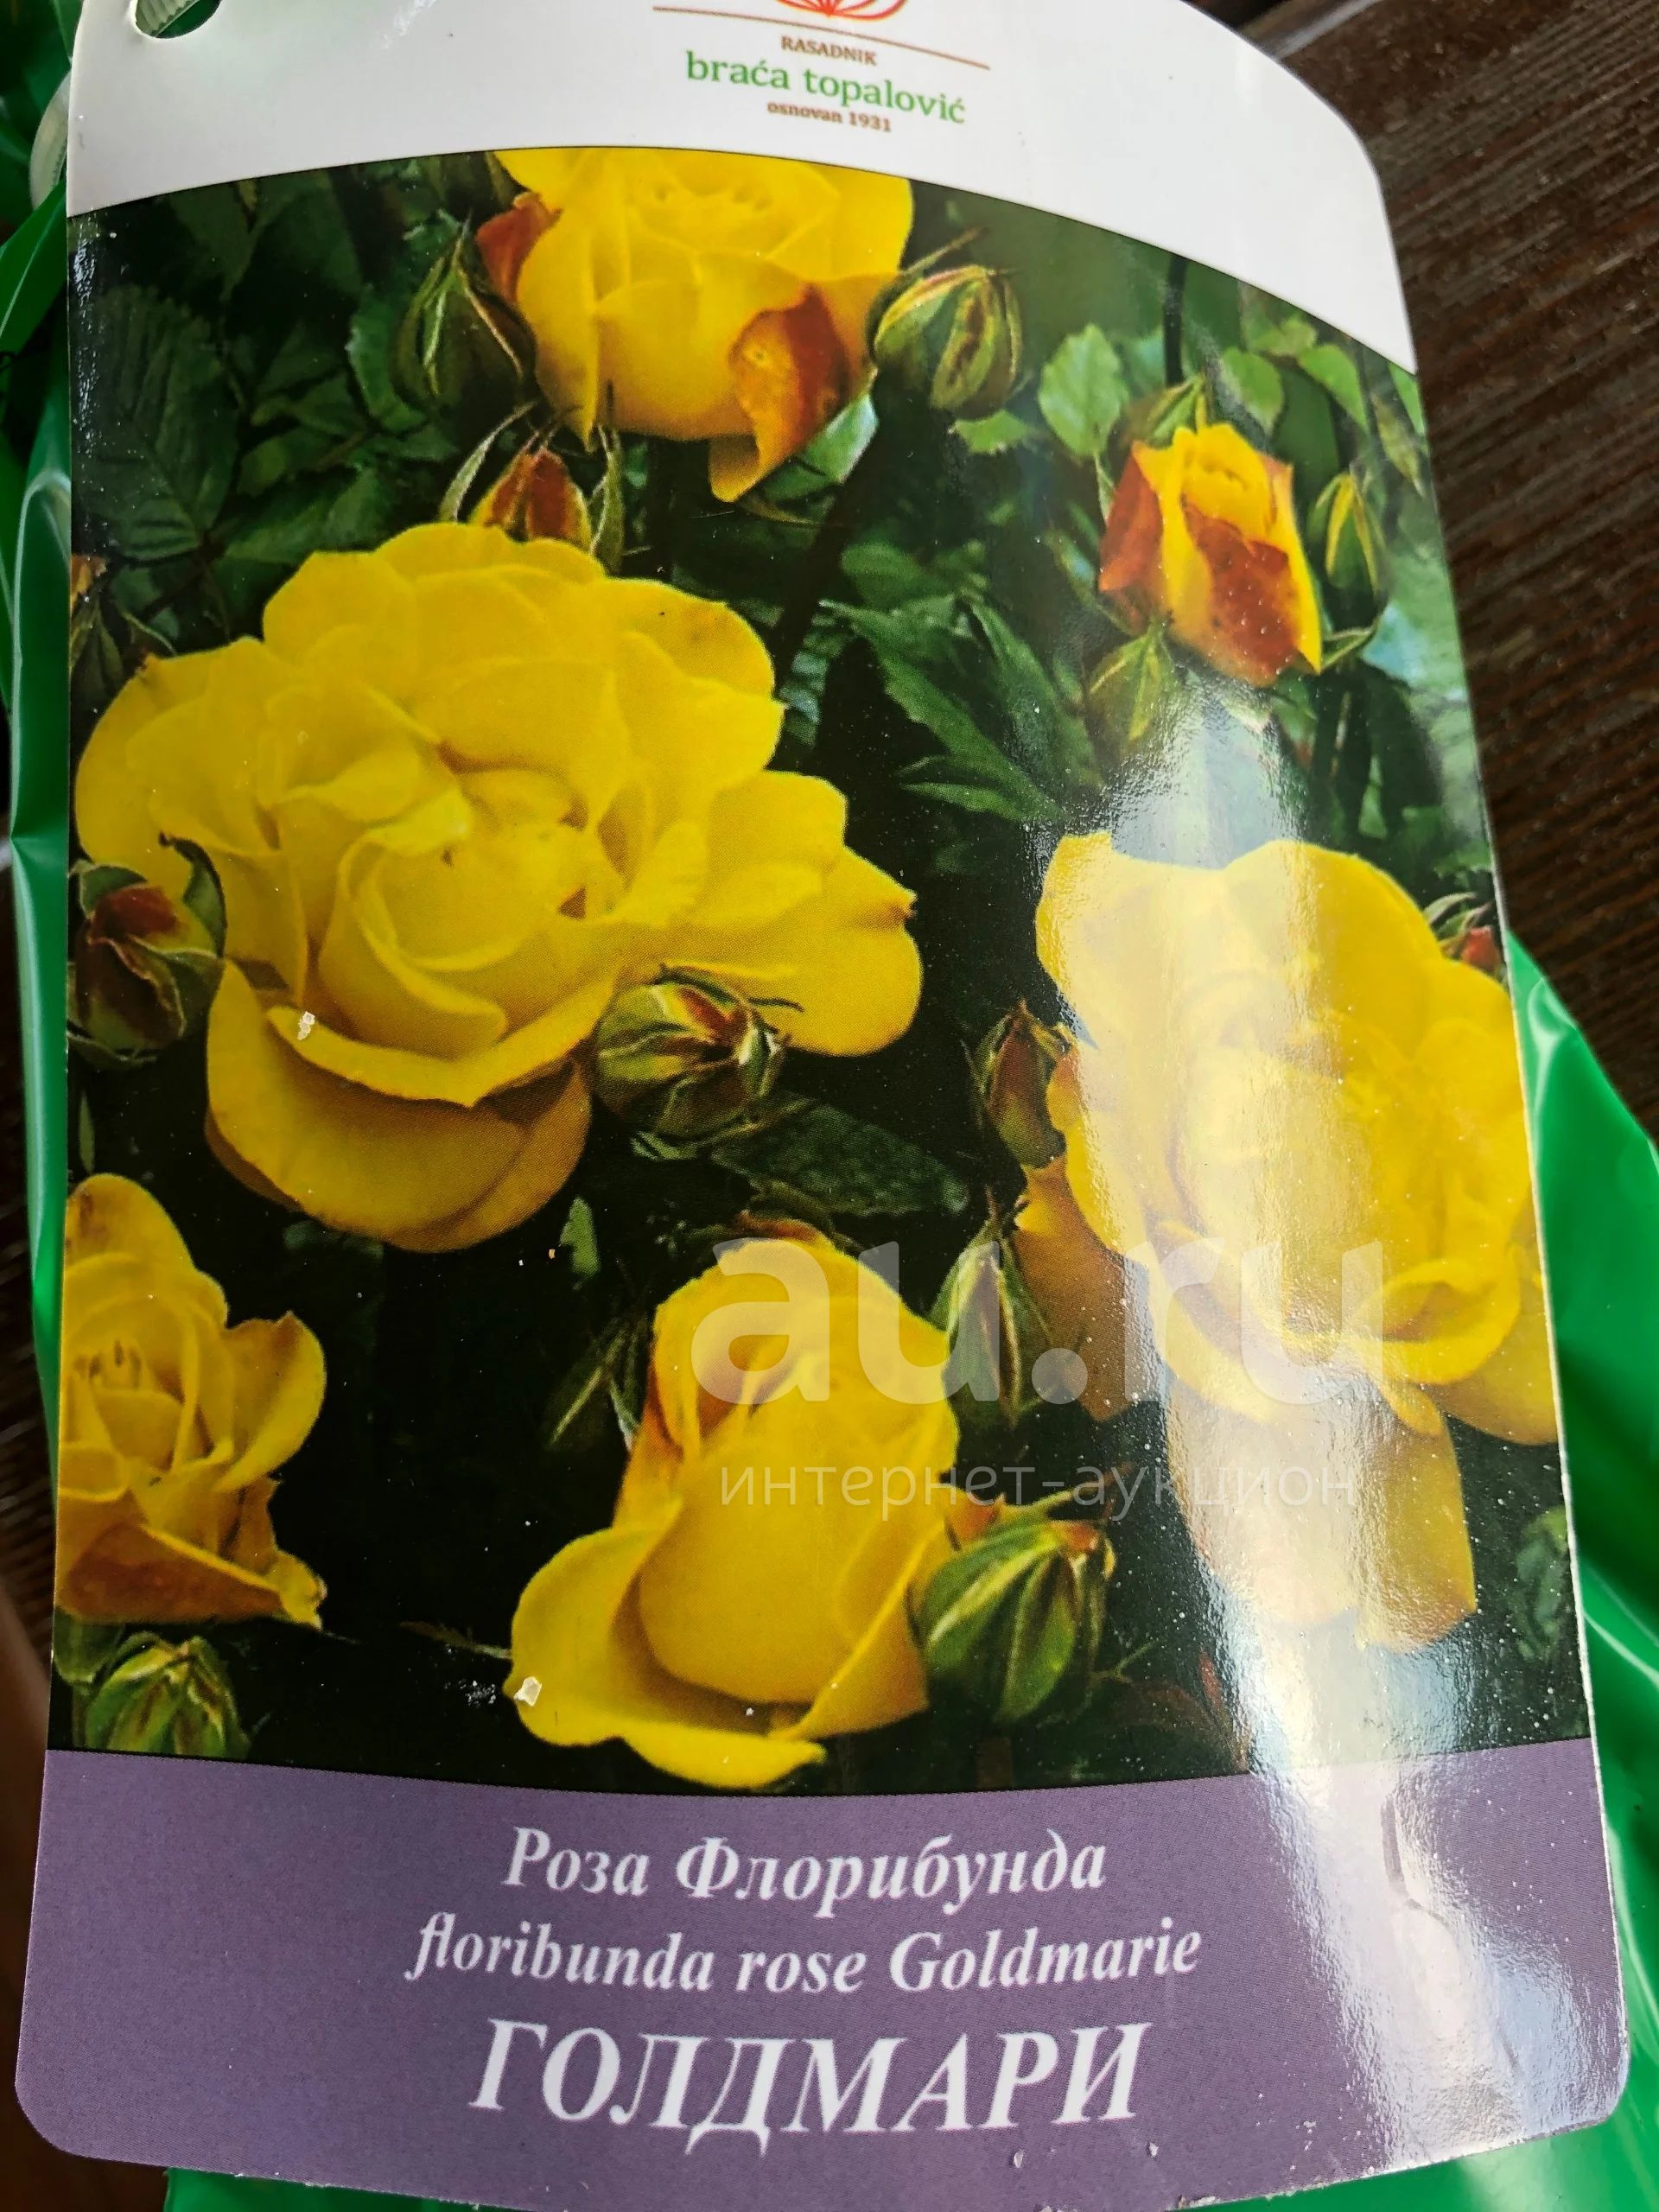 RASADNIK
braća topalović
osnovan 1931
au.ru
интернет-аукцион
Роза Флорибунда
floribunda rose Goldmarie
ГОЛДМАРИ